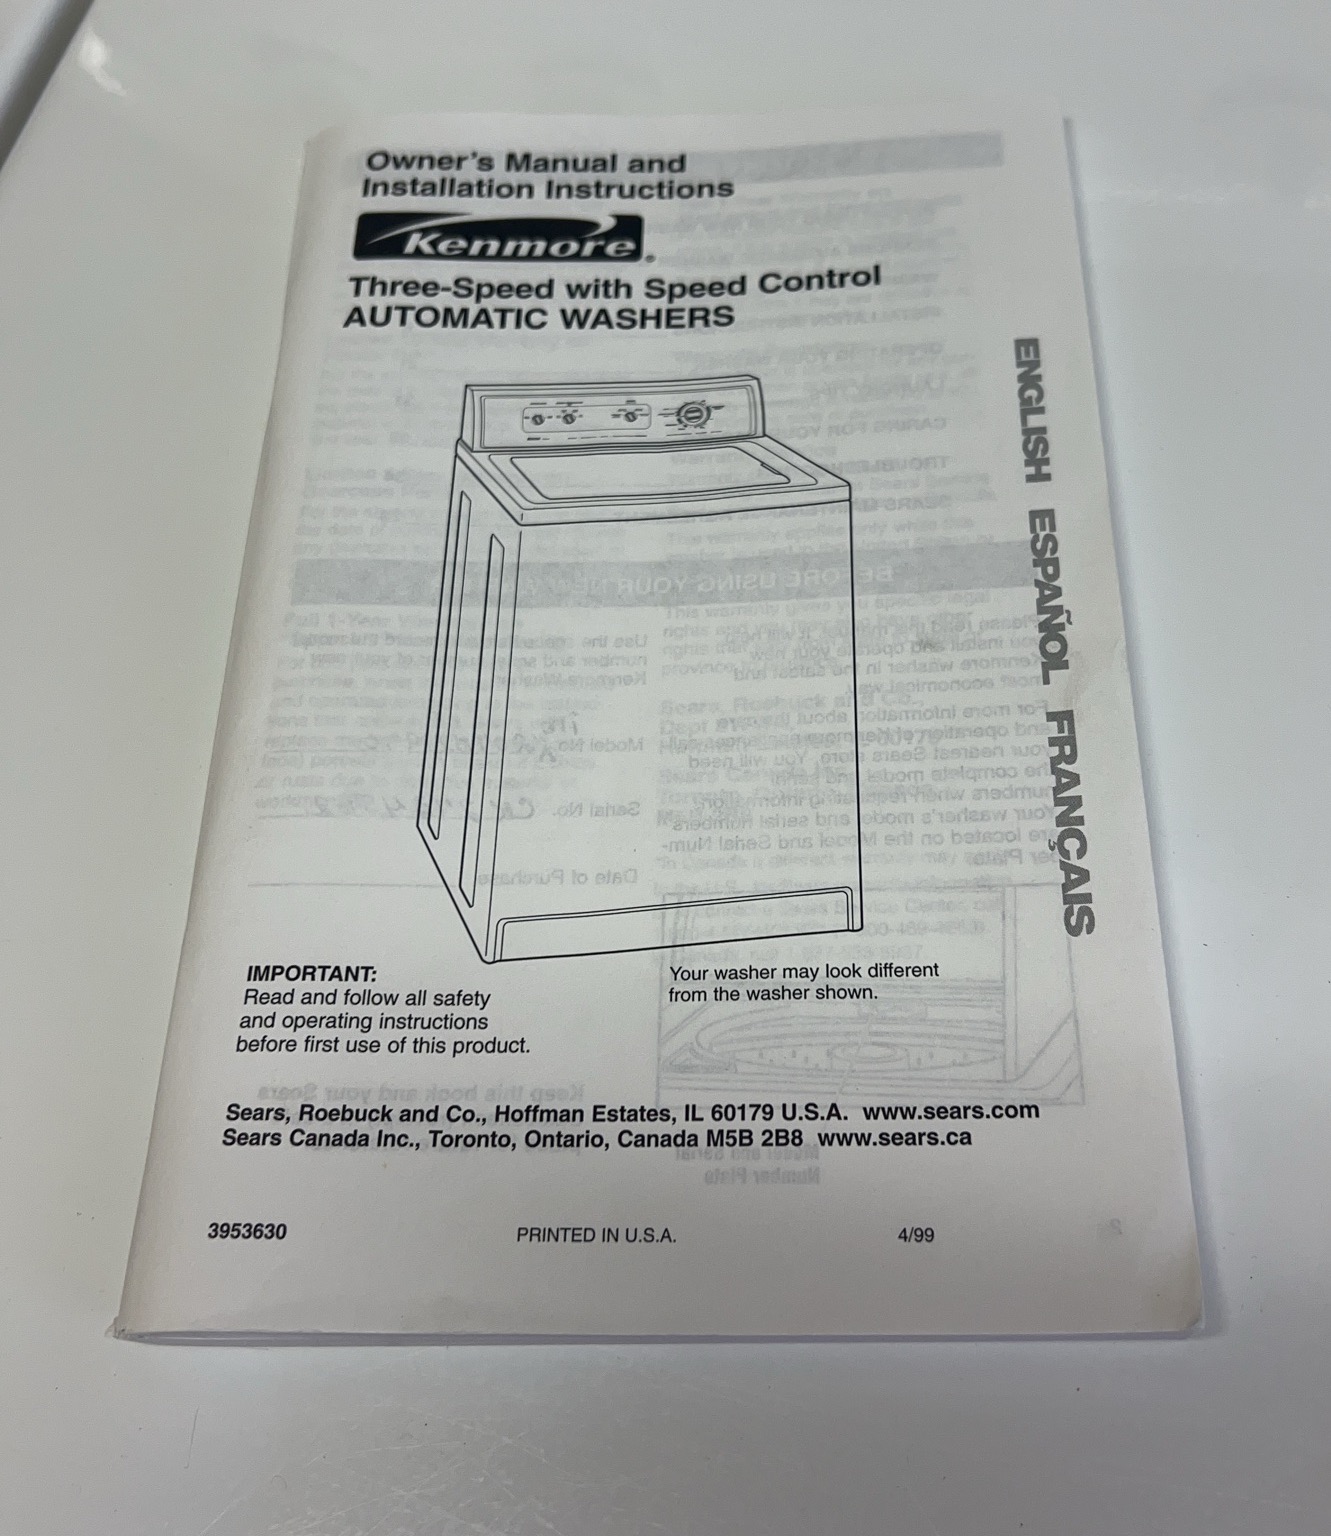 Owner's Manual and
Installation Instructions
Kenmore®
Three-Speed with Speed Control
AUTOMATIC WASHERS
ENGLISH ESPAÑOL FRANÇAIS
IMPORTANT:
Read and follow all safety
and operating instructions
before first use of this product.
Your washer may look different
from the washer shown.
Sears, Roebuck and Co., Hoffman Estates, IL 60179 U.S.A. www.sears.com
Sears Canada Inc., Toronto, Ontario, Canada M5B 2B8 www.sears.ca
3953630 PRINTED IN U.S.A. 4/99